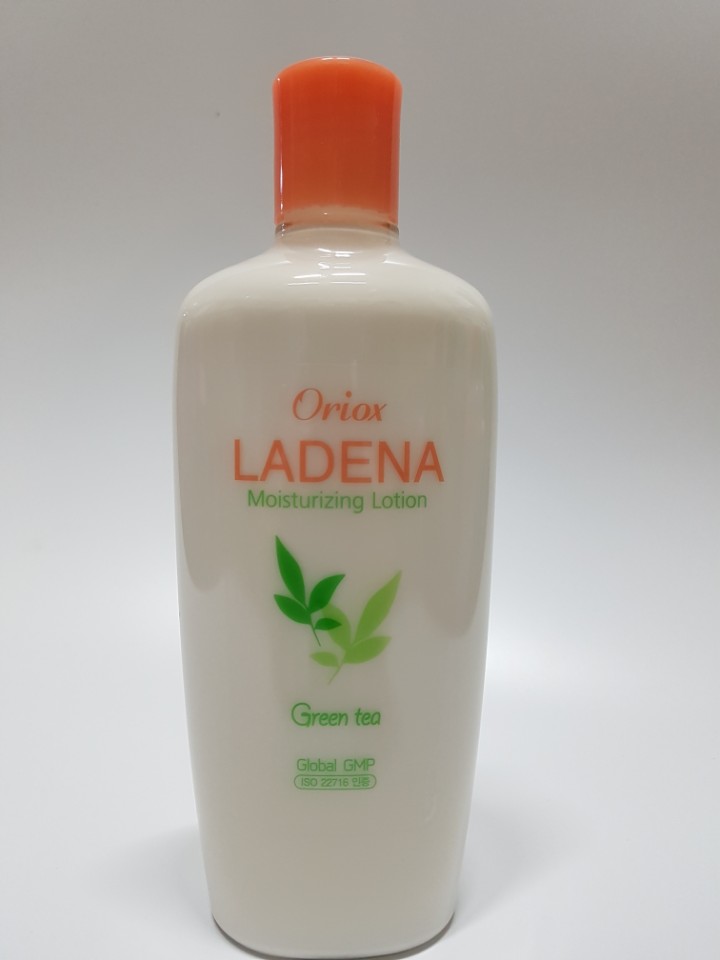 Oriox
LADENA
Moisturizing Lotion
Green tea
Global GMP
ISO 22716 인증